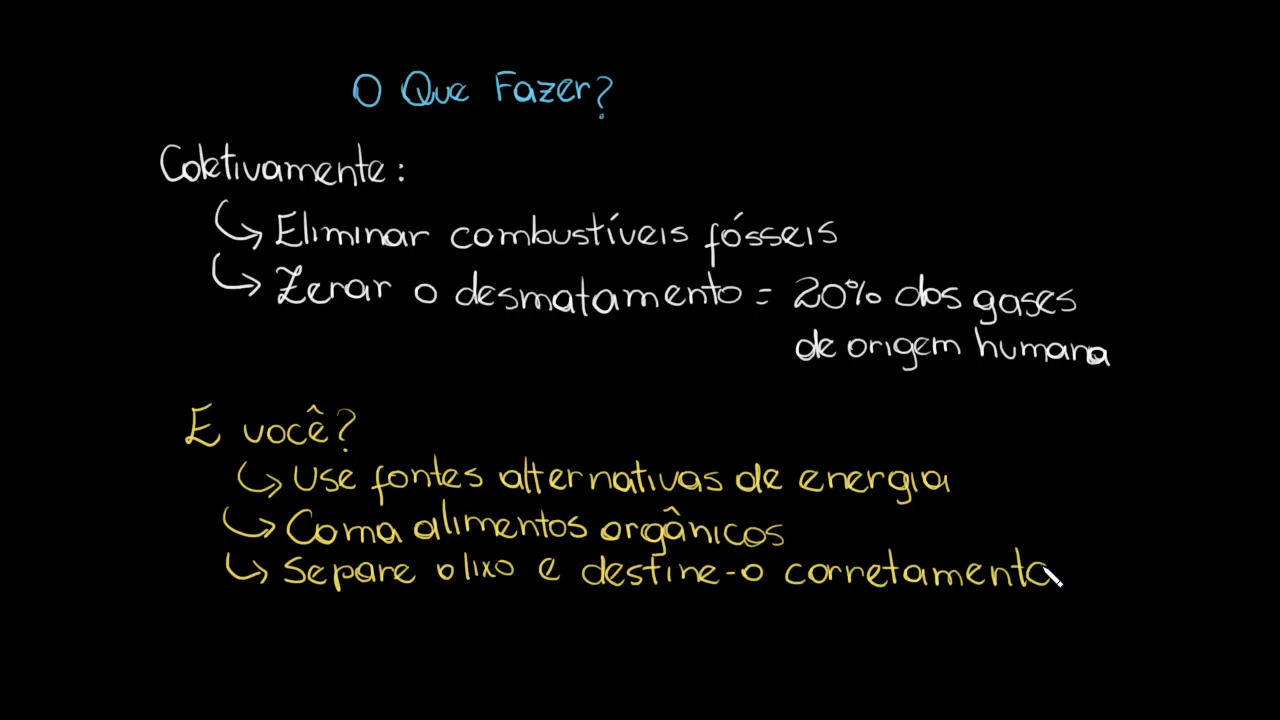 O Que Fazer?
Coletivamente:
Eliminar combustíveis fósseis
Zerar o desmatamento = 20% dos gases
de origem humana
E você?
Use fontes alternativas de energia
Coma alimentos orgânicos
Separe o lixo e destine-o corretamente